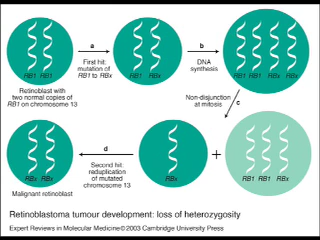 a
b
RB1 RB1
RB1 RBx
RB1 RB1 RBx RBx
First hit:
mutation of
RB1 to RBx
DNA
synthesis
Retinoblast with
two normal copies of
RB1 on chromosome 13
Non-disjunction
at mitosis
c
d
+
RBx RBx
RBx
RB1 RB1 RBx
Second hit:
reduplication
of mutated
chromosome 13
Malignant retinoblast
Retinoblastoma tumour development: loss of heterozygosity
Expert Reviews in Molecular Medicine©2003 Cambridge University Press